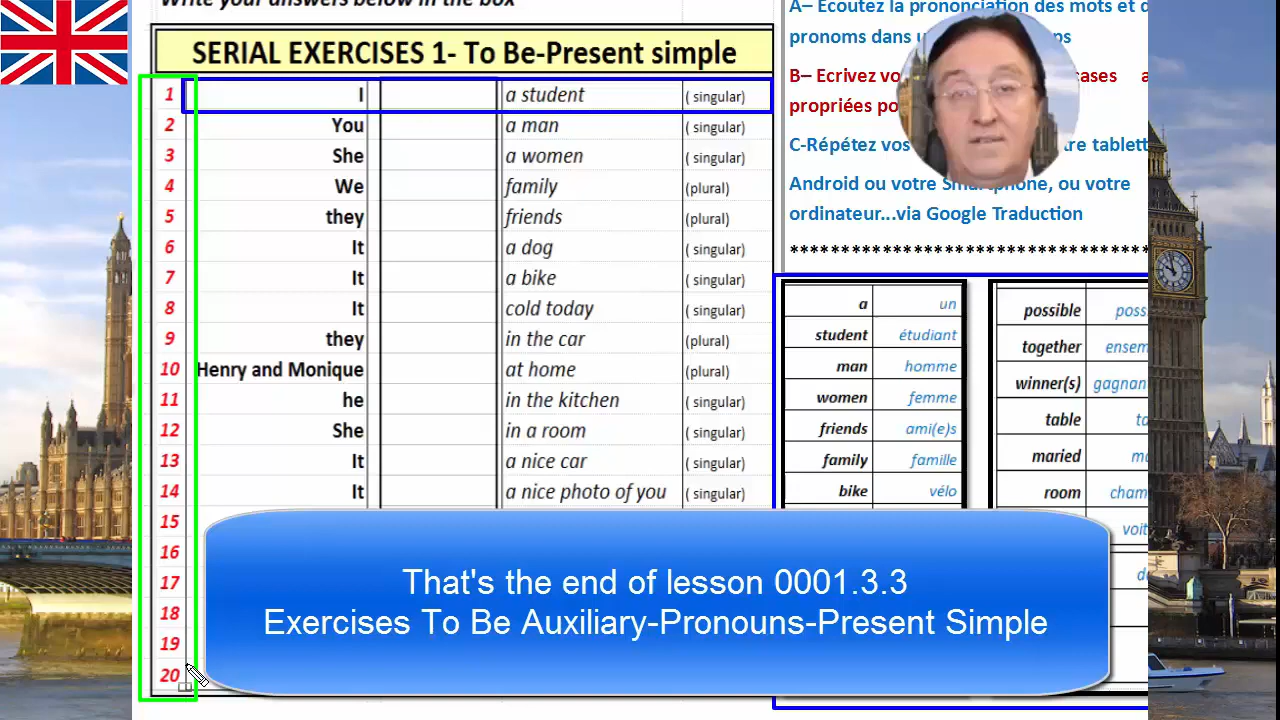 Write your answers below in the box
SERIAL EXERCISES 1- To Be-Present simple
1 I a student ( singular)
2 You a man ( singular)
3 She a women ( singular)
4 We family (plural)
5 they friends (plural)
6 It a dog ( singular)
7 It a bike ( singular)
8 It cold today ( singular)
9 they in the car (plural)
10 Henry and Monique at home (plural)
11 he in the kitchen ( singular)
12 She in a room ( singular)
13 It a nice car ( singular)
14 It a nice photo of you ( singular)
15
16
17
18
19
20
A– Ecoutez la prononciation des mots et
pronoms dans
B– Ecrivez cases
propriées
C-Répétez vos
Android ou votre ou votre
ordinateur...via Google Traduction
***********************************
a un
student étudiant
man homme
women femme
friends ami(e)s
family famille
bike vélo
possible
together
winner(s)
table
maried
room
That's the end of lesson 0001.3.3
Exercises To Be Auxiliary-Pronouns-Present Simple